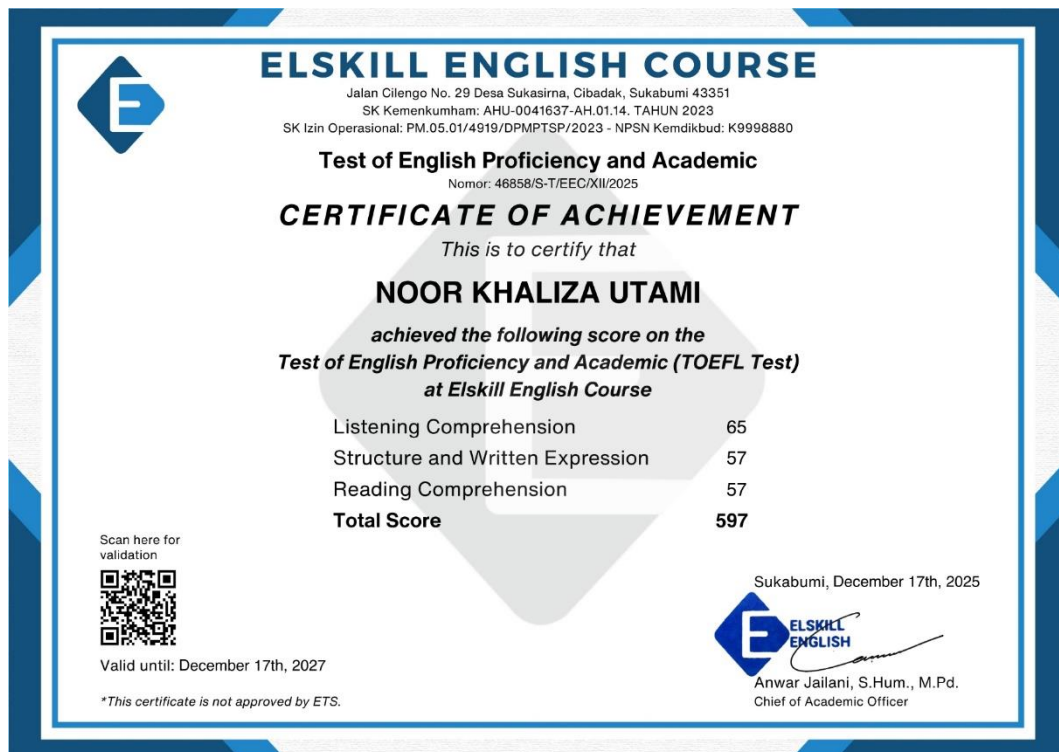 ELSKILL ENGLISH COURSE
Jalan Cilengo No. 29 Desa Sukasirna, Cibadak, Sukabumi 43351
SK Kemenkumham: AHU-0041637-AH.01.14. TAHUN 2023
SK Izin Operasional: PM.05.01/4919/DPMPTSP/2023 - NPSN Kemdikbud: K9998880
Test of English Proficiency and Academic
Nomor: 46858/S-T/EEC/XII/2025
CERTIFICATE OF ACHIEVEMENT
This is to certify that
NOOR KHALIZA UTAMI
achieved the following score on the
Test of English Proficiency and Academic (TOEFL Test)
at Elskill English Course
Listening Comprehension 65
Structure and Written Expression 57
Reading Comprehension 57
Total Score 597
Scan here for
validation
Valid until: December 17th, 2027
*This certificate is not approved by ETS.
Sukabumi, December 17th, 2025
ELSKILL
ENGLISH
Anwar Jailani, S.Hum., M.Pd.
Chief of Academic Officer